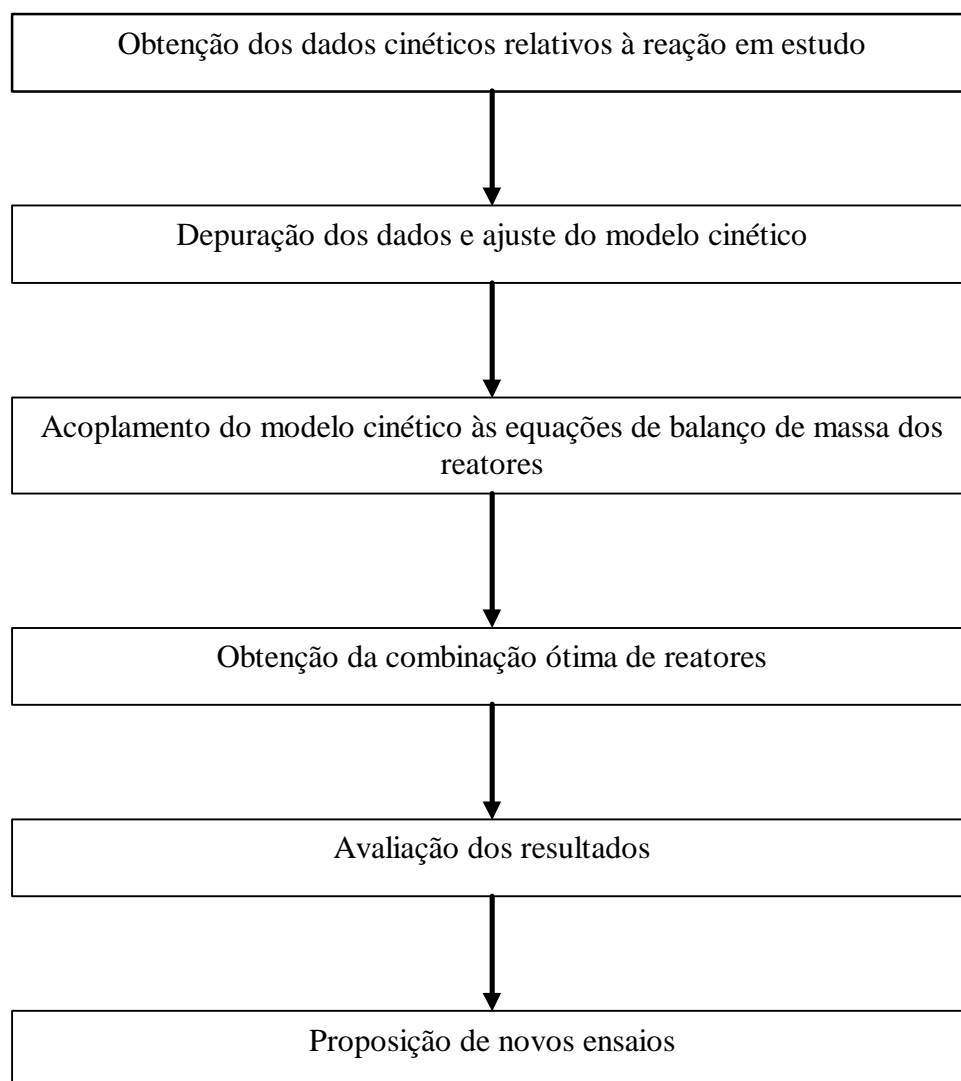 Obtenção dos dados cinéticos relativos à reação em estudo
Depuração dos dados e ajuste do modelo cinético
Acoplamento do modelo cinético às equações de balanço de massa dos
reatores
Obtenção da combinação ótima de reatores
Avaliação dos resultados
Proposição de novos ensaios